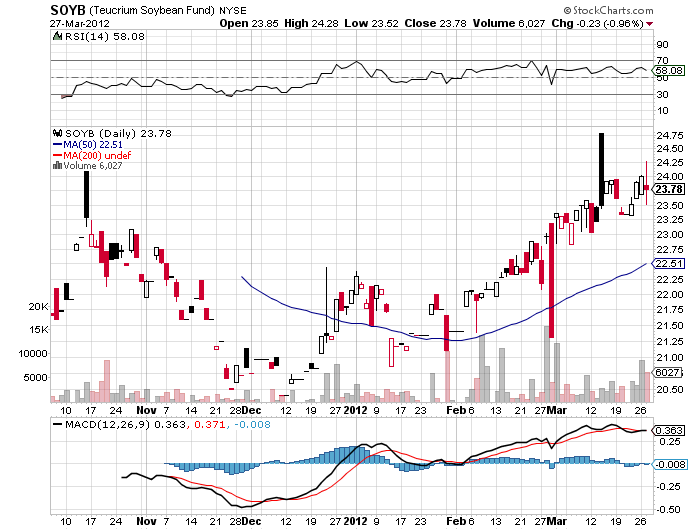 SOYB (Teucrium Soybean Fund) NYSE © StockCharts.com
27-Mar-2012 Open 23.85 High 24.28 Low 23.52 Close 23.78 Volume 6,027 Chg -0.23 (-0.96%)
RSI(14) 58.08
90
70
58.08
50
30
10
SOYB (Daily) 23.78
MA(50) 22.51
MA(200) undef
Volume 6,027
24.75
24.50
24.25
24.00
23.78
23.50
23.25
23.00
22.75
22.51
22.25
22.00
21.75
21.50
21.25
21.00
6027
20.50
20K
15K
10000
5000
10 17 24 Nov 7 14 21 28 Dec 12 19 27 2012 9 17 23 Feb 6 13 21 27 Mar 12 19 26
MACD(12,26,9) 0.363, 0.371, -0.008
0.363
0.25
-0.008
-0.25
-0.50
10 17 24 Nov 7 14 21 28 Dec 12 19 27 2012 9 17 23 Feb 6 13 21 27 Mar 12 19 26